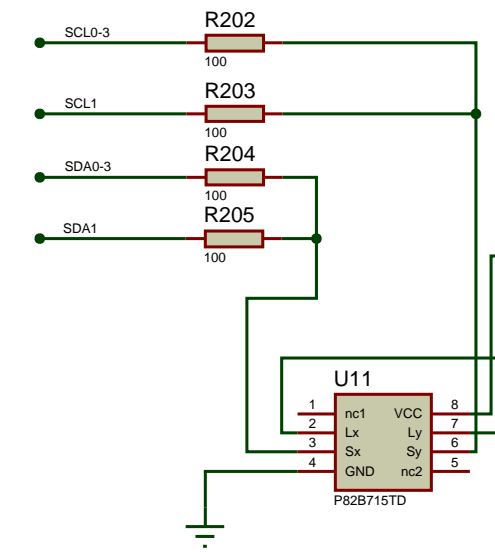 R202
SCL0-3
100
R203
SCL1
100
R204
SDA0-3
100
R205
SDA1
100
U11
1 nc1 VCC 8
2 Lx Ly 7
3 Sx Sy 6
4 GND nc2 5
P82B715TD